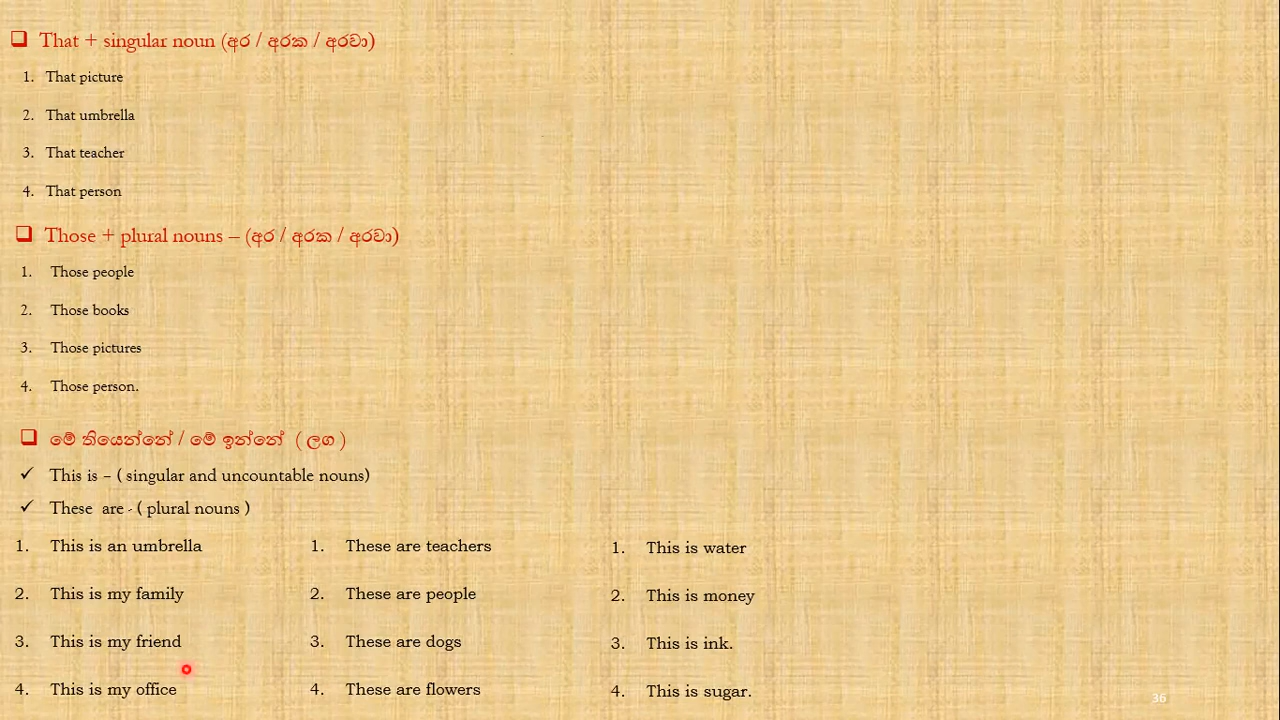 ❑ That + singular noun (අර / අරක / අරවා)
1. That picture
2. That umbrella
3. That teacher
4. That person
❑ Those + plural nouns – (අර / අරක / අරවා)
1. Those people
2. Those books
3. Those pictures
4. Those person.
❑ මේ තියෙන්නේ / මේ ඉන්නේ ( ලග )
✓ This is – ( singular and uncountable nouns)
✓ These are - ( plural nouns )
1. This is an umbrella
2. This is my family
3. This is my friend
4. This is my office
1. These are teachers
2. These are people
3. These are dogs
4. These are flowers
1. This is water
2. This is money
3. This is ink.
4. This is sugar.
36